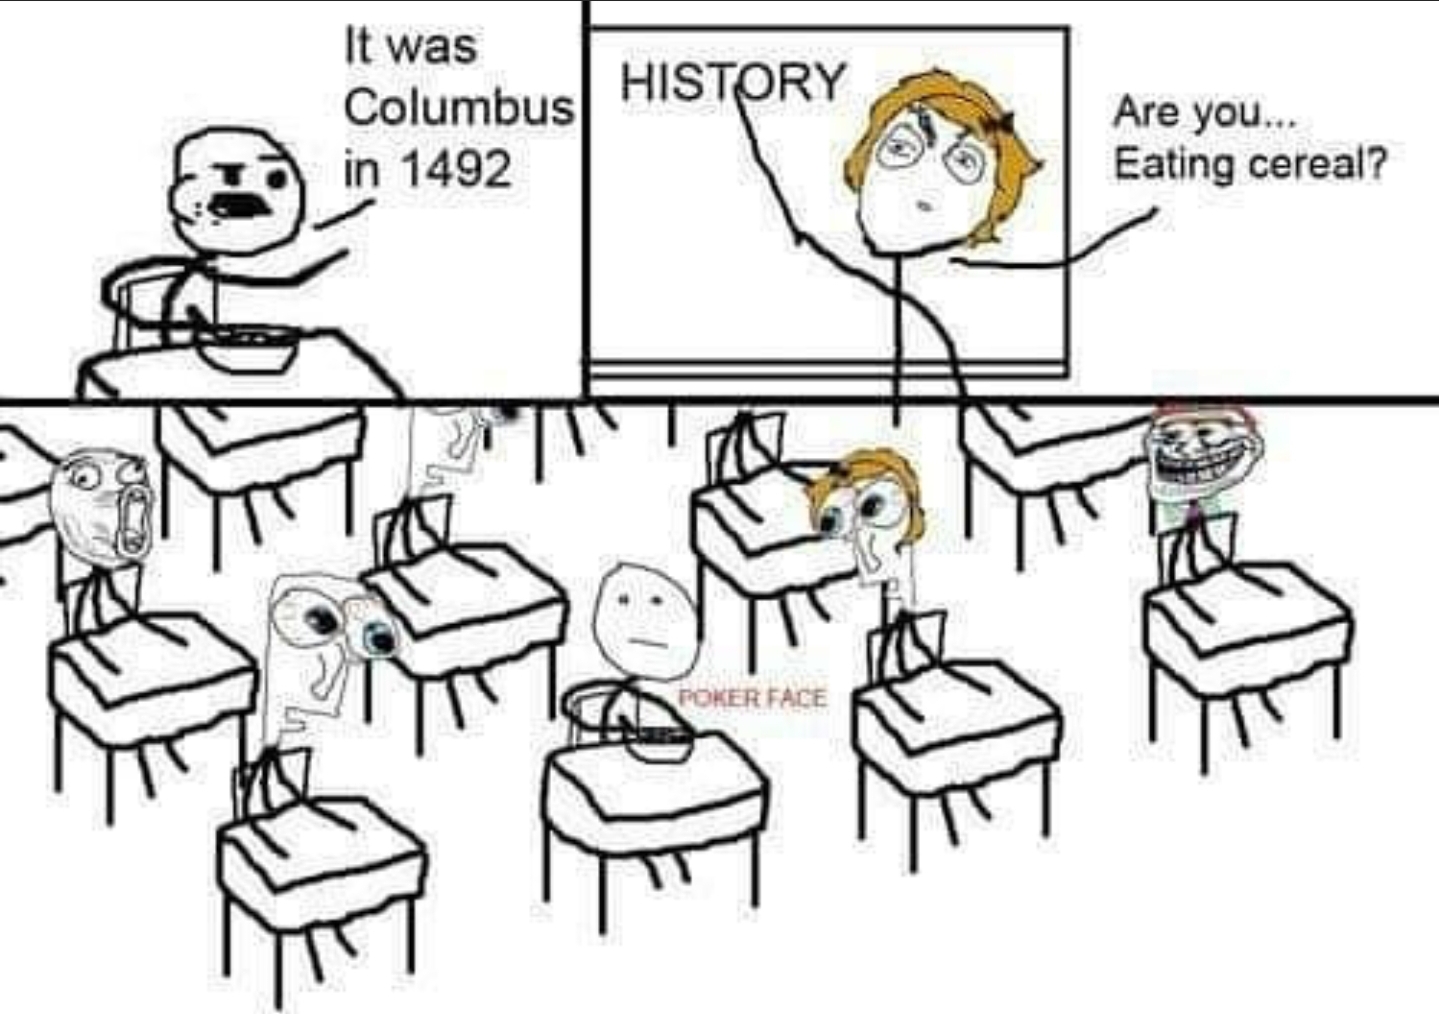 It was
Columbus
in 1492
HISTORY
Are you...
Eating cereal?
POKER FACE